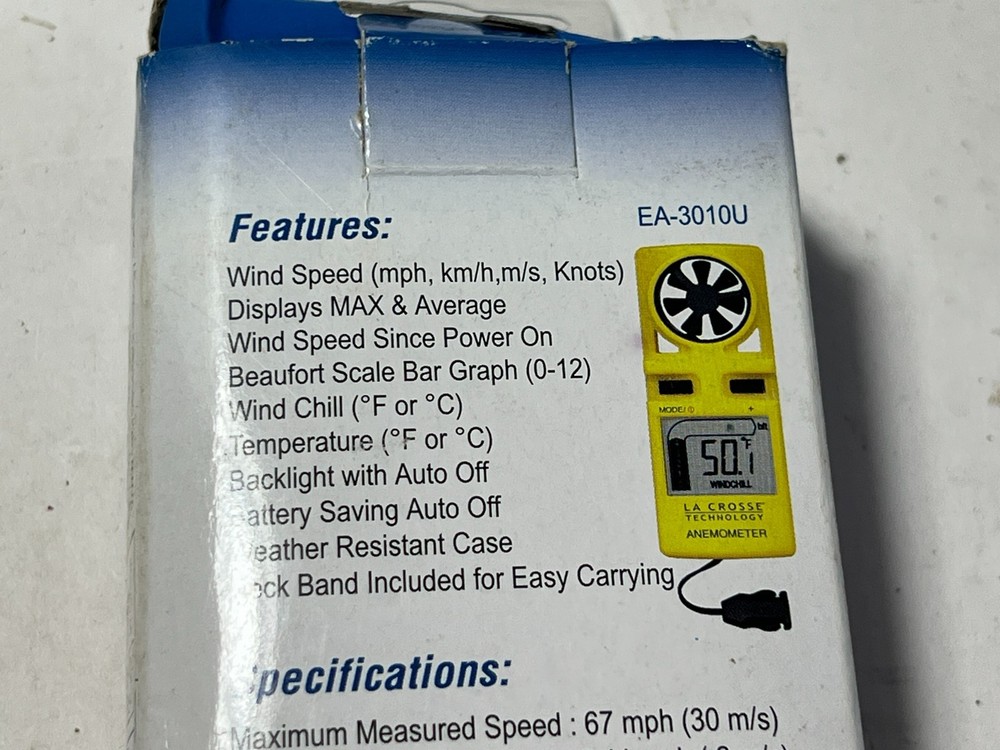 Features:
EA-3010U
Wind Speed (mph, km/h,m/s, Knots)
Displays MAX & Average
Wind Speed Since Power On
Beaufort Scale Bar Graph (0-12)
Wind Chill (°F or °C)
Temperature (°F or °C)
Backlight with Auto Off
Battery Saving Auto Off
Weather Resistant Case
Neck Band Included for Easy Carrying
MODE/
+
bft
50.1 °F
WINDCHILL
LA CROSSE
TECHNOLOGY
ANEMOMETER
Specifications:
Maximum Measured Speed : 67 mph (30 m/s)